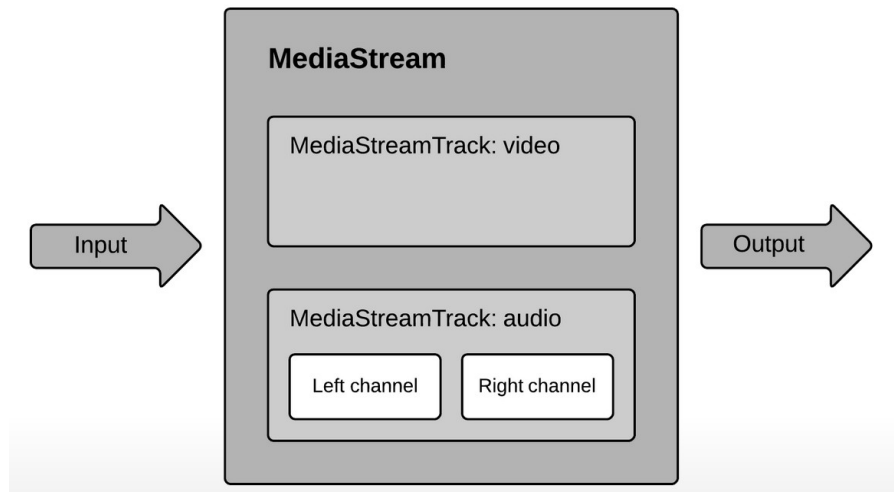 MediaStream
MediaStreamTrack: video
Input
Output
MediaStreamTrack: audio
Left channel
Right channel